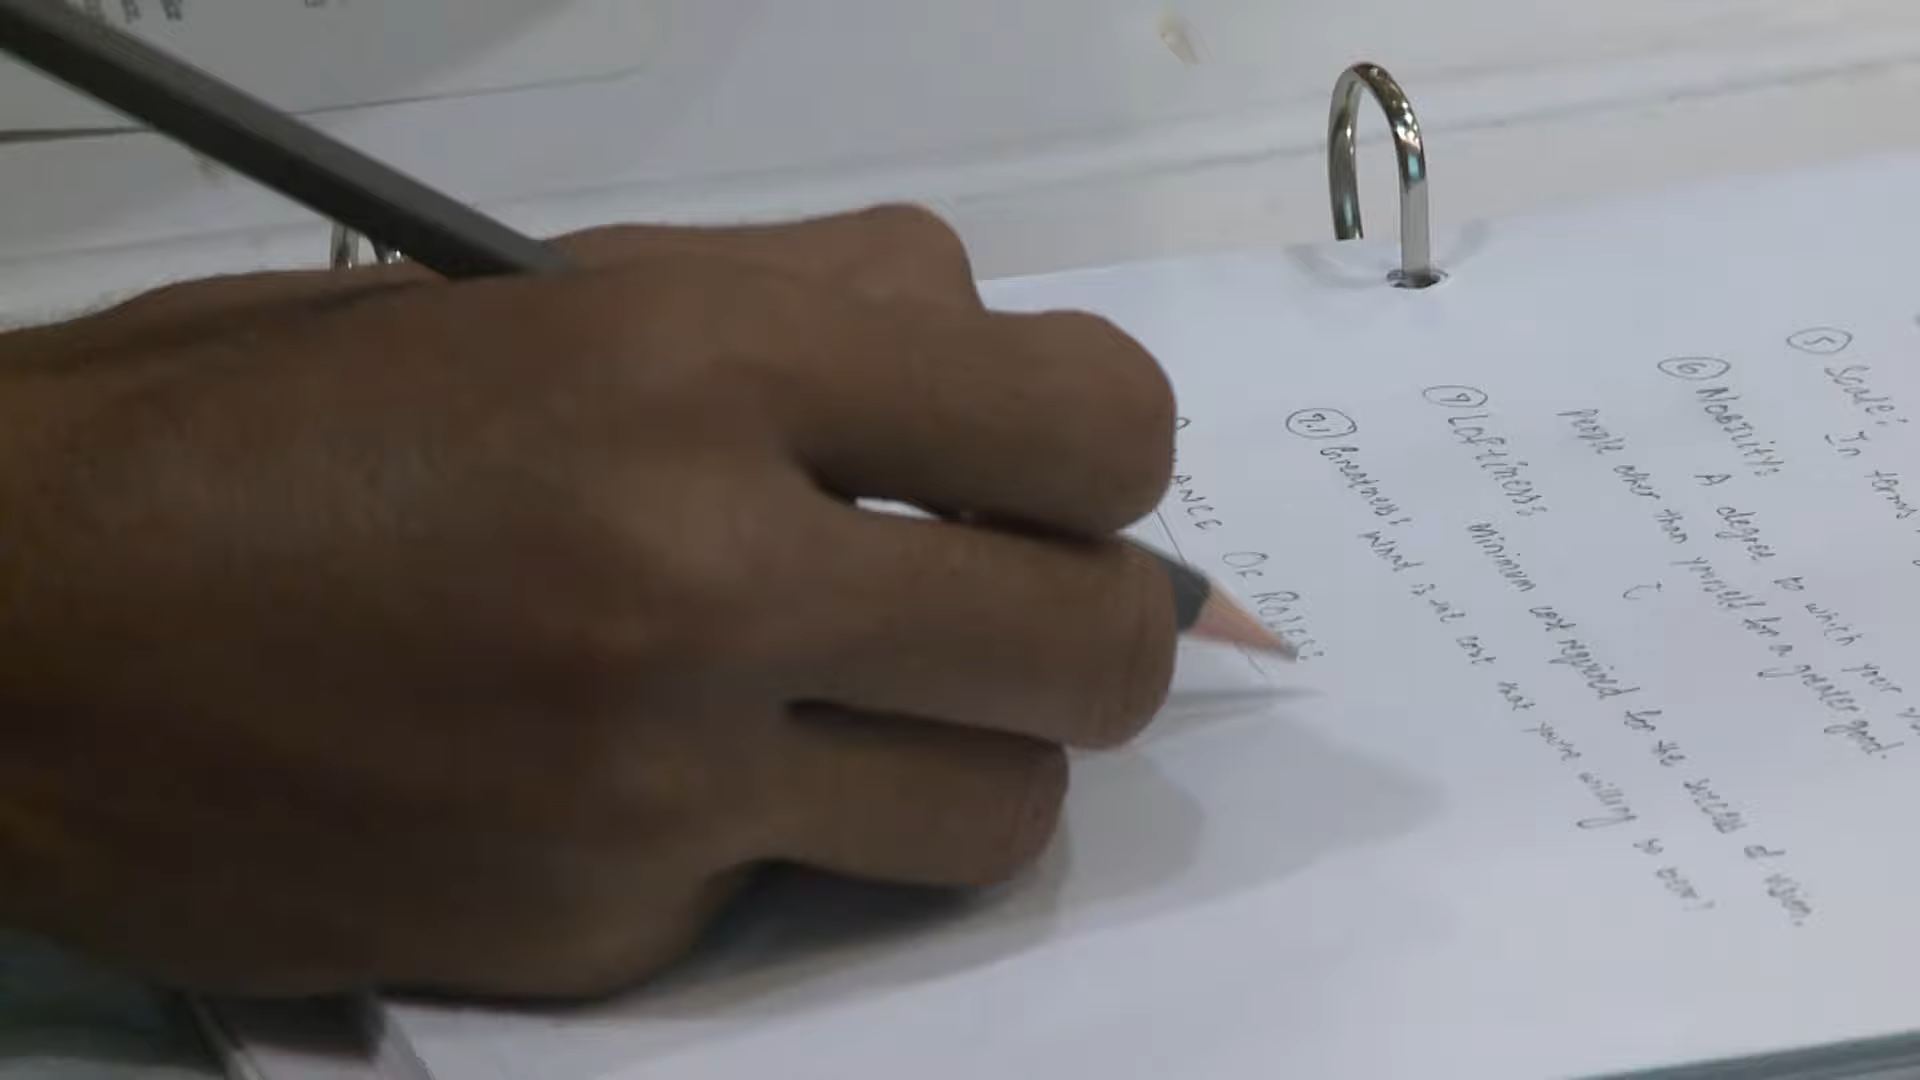 ⑤ Scale:
In terms
⑥ Nobility:
A degree to which your
people other than yourself for a greater good.
⑦ Loftiness
minimum cost required for the success of vision.
(7.1) Greatness: What is the cost that you're willing to bear?
ANCE OF ROLES: